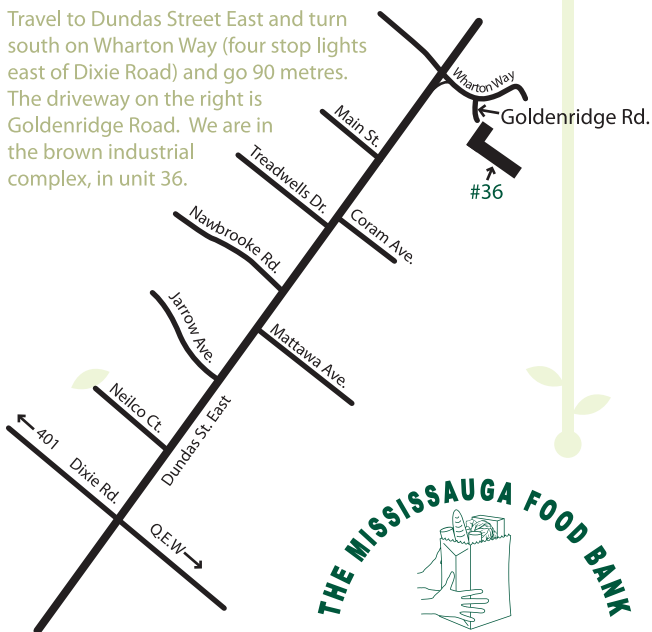 Travel to Dundas Street East and turn
south on Wharton Way (four stop lights
east of Dixie Road) and go 90 metres.
The driveway on the right is
Goldenridge Road.  We are in
the brown industrial
complex, in unit 36.
Wharton Way
Goldenridge Rd.
#36
Main St.
Treadwells Dr.
Coram Ave.
Nawbrooke Rd.
Jarrow Ave.
Mattawa Ave.
Neilco Ct.
Dundas St. East
401
Dixie Rd.
Q.E.W
THE MISSISSAUGA FOOD BANK